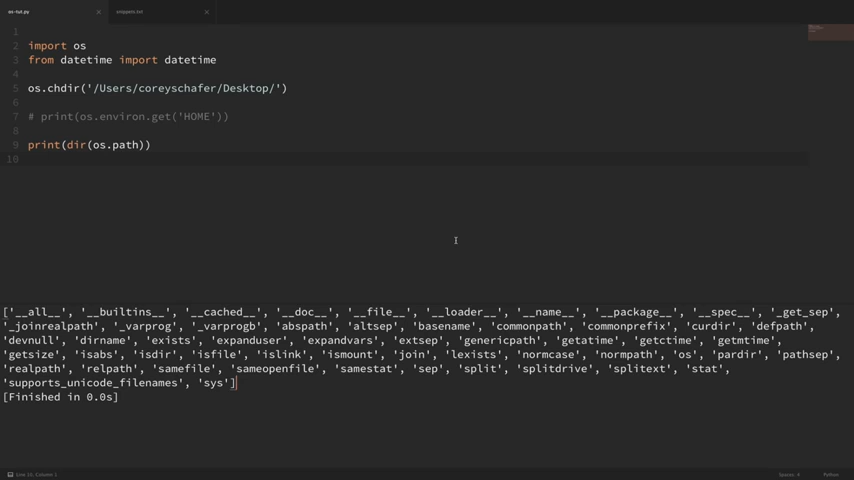 os-tut.py × snippets.txt ×
1
2 import os
3 from datetime import datetime
4
5 os.chdir('/Users/coreyschafer/Desktop/')
6
7 # print(os.environ.get('HOME'))
8
9 print(dir(os.path))
10
['__all__', '__builtins__', '__cached__', '__doc__', '__file__', '__loader__', '__name__', '__package__', '__spec__', '_get_sep',
'_joinrealpath', '_varprog', '_varprogb', 'abspath', 'altsep', 'basename', 'commonpath', 'commonprefix', 'curdir', 'defpath',
'devnull', 'dirname', 'exists', 'expanduser', 'expandvars', 'extsep', 'genericpath', 'getatime', 'getctime', 'getmtime',
'getsize', 'isabs', 'isdir', 'isfile', 'islink', 'ismount', 'join', 'lexists', 'normcase', 'normpath', 'os', 'pardir', 'pathsep',
'realpath', 'relpath', 'samefile', 'sameopenfile', 'samestat', 'sep', 'split', 'splitdrive', 'splitext', 'stat',
'supports_unicode_filenames', 'sys']
[Finished in 0.0s]
Line 10, Column 1 Spaces: 4 Python